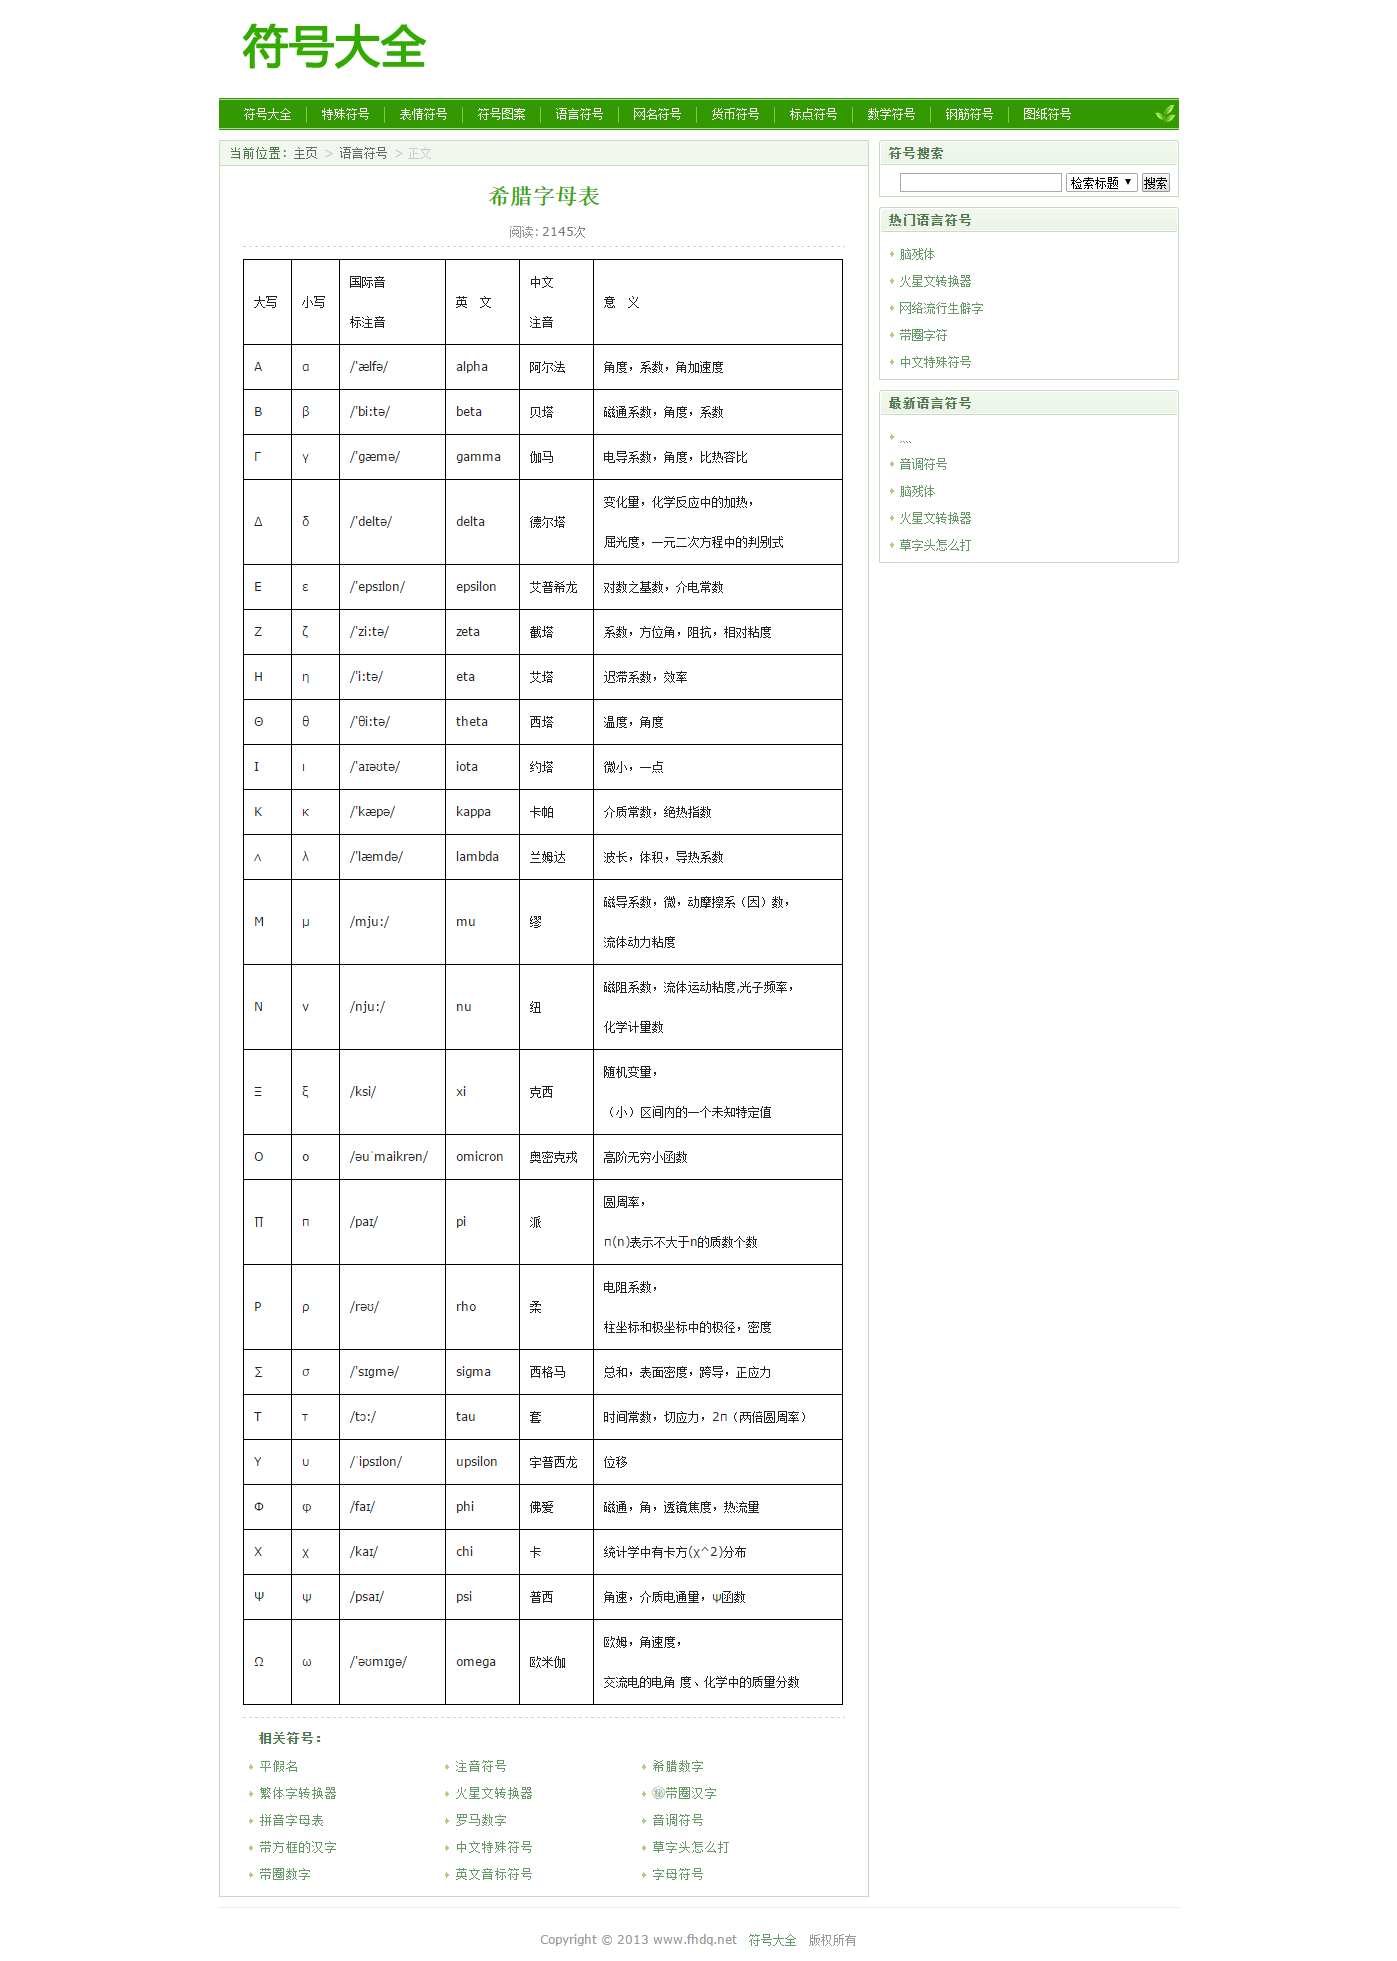 符号大全
符号大全 特殊符号 表情符号 符号图案 语言符号 网名符号 货币符号 标点符号 数学符号 钢筋符号 图纸符号
当前位置：主页 > 语言符号 > 正文
希腊字母表
阅读：2145次
大写 小写 国际音 标注音 英 文 中文 注音 意 义
Α α /'ælfə/ alpha 阿尔法 角度，系数，角加速度
Β β /'bi:tə/ beta 贝塔 磁通系数，角度，系数
Γ γ /'gæmə/ gamma 伽马 电导系数，角度，比热容比
Δ δ /'deltə/ delta 德尔塔 变化量，化学反应中的加热，
屈光度，一元二次方程中的判别式
Ε ε /'epsɪlɒn/ epsilon 艾普希龙 对数之基数，介电常数
Ζ ζ /'zi:tə/ zeta 截塔 系数，方位角，阻抗，相对粘度
Η η /'i:tə/ eta 艾塔 迟滞系数，效率
Θ θ /'θi:tə/ theta 西塔 温度，角度
Ι ι /'aɪəʊtə/ iota 约塔 微小，一点
Κ κ /'kæpə/ kappa 卡帕 介质常数，绝热指数
∧ λ /'læmdə/ lambda 兰姆达 波长，体积，导热系数
Μ μ /mju:/ mu 缪 磁导系数，微，动摩擦系（因）数，
流体动力粘度
Ν ν /nju:/ nu 纽 磁阻系数，流体运动粘度,光子频率，
化学计量数
Ξ ξ /ksi/ xi 克西 随机变量，
（小）区间内的一个未知特定值
Ο ο /əuˈmaikrən/ omicron 奥密克戎 高阶无穷小函数
∏ π /paɪ/ pi 派 圆周率，
π(n)表示不大于n的质数个数
Ρ ρ /rəʊ/ rho 柔 电阻系数，
柱坐标和极坐标中的极径，密度
∑ σ /'sɪgmə/ sigma 西格马 总和，表面密度，跨导，正应力
Τ τ /tɔ:/ tau 套 时间常数，切应力，2π（两倍圆周率）
Υ υ /ˈipsɪlon/ upsilon 宇普西龙 位移
Φ φ /faɪ/ phi 佛爱 磁通，角，透镜焦度，热流量
Χ χ /kaɪ/ chi 卡 统计学中有卡方(χ^2)分布
Ψ ψ /psaɪ/ psi 普西 角速，介质电通量，ψ函数
Ω ω /'əʊmɪgə/ omega 欧米伽 欧姆，角速度，
交流电的电角 度、化学中的质量分数
相关符号：
平假名 注音符号 希腊数字
繁体字转换器 火星文转换器 ㊙带圈汉字
拼音字母表 罗马数字 音调符号
带方框的汉字 中文特殊符号 草字头怎么打
带圈数字 英文音标符号 字母符号
符号搜索
检索标题 搜索
热门语言符号
脑残体
火星文转换器
网络流行生僻字
带圈字符
中文特殊符号
最新语言符号
灬
音调符号
脑残体
火星文转换器
草字头怎么打
Copyright © 2013 www.fhdq.net 符号大全 版权所有